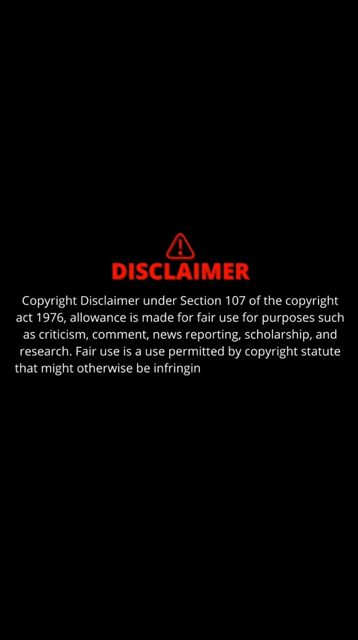 DISCLAIMER
Copyright Disclaimer under Section 107 of the copyright
act 1976, allowance is made for fair use for purposes such
as criticism, comment, news reporting, scholarship, and
research. Fair use is a use permitted by copyright statute
that might otherwise be infringin